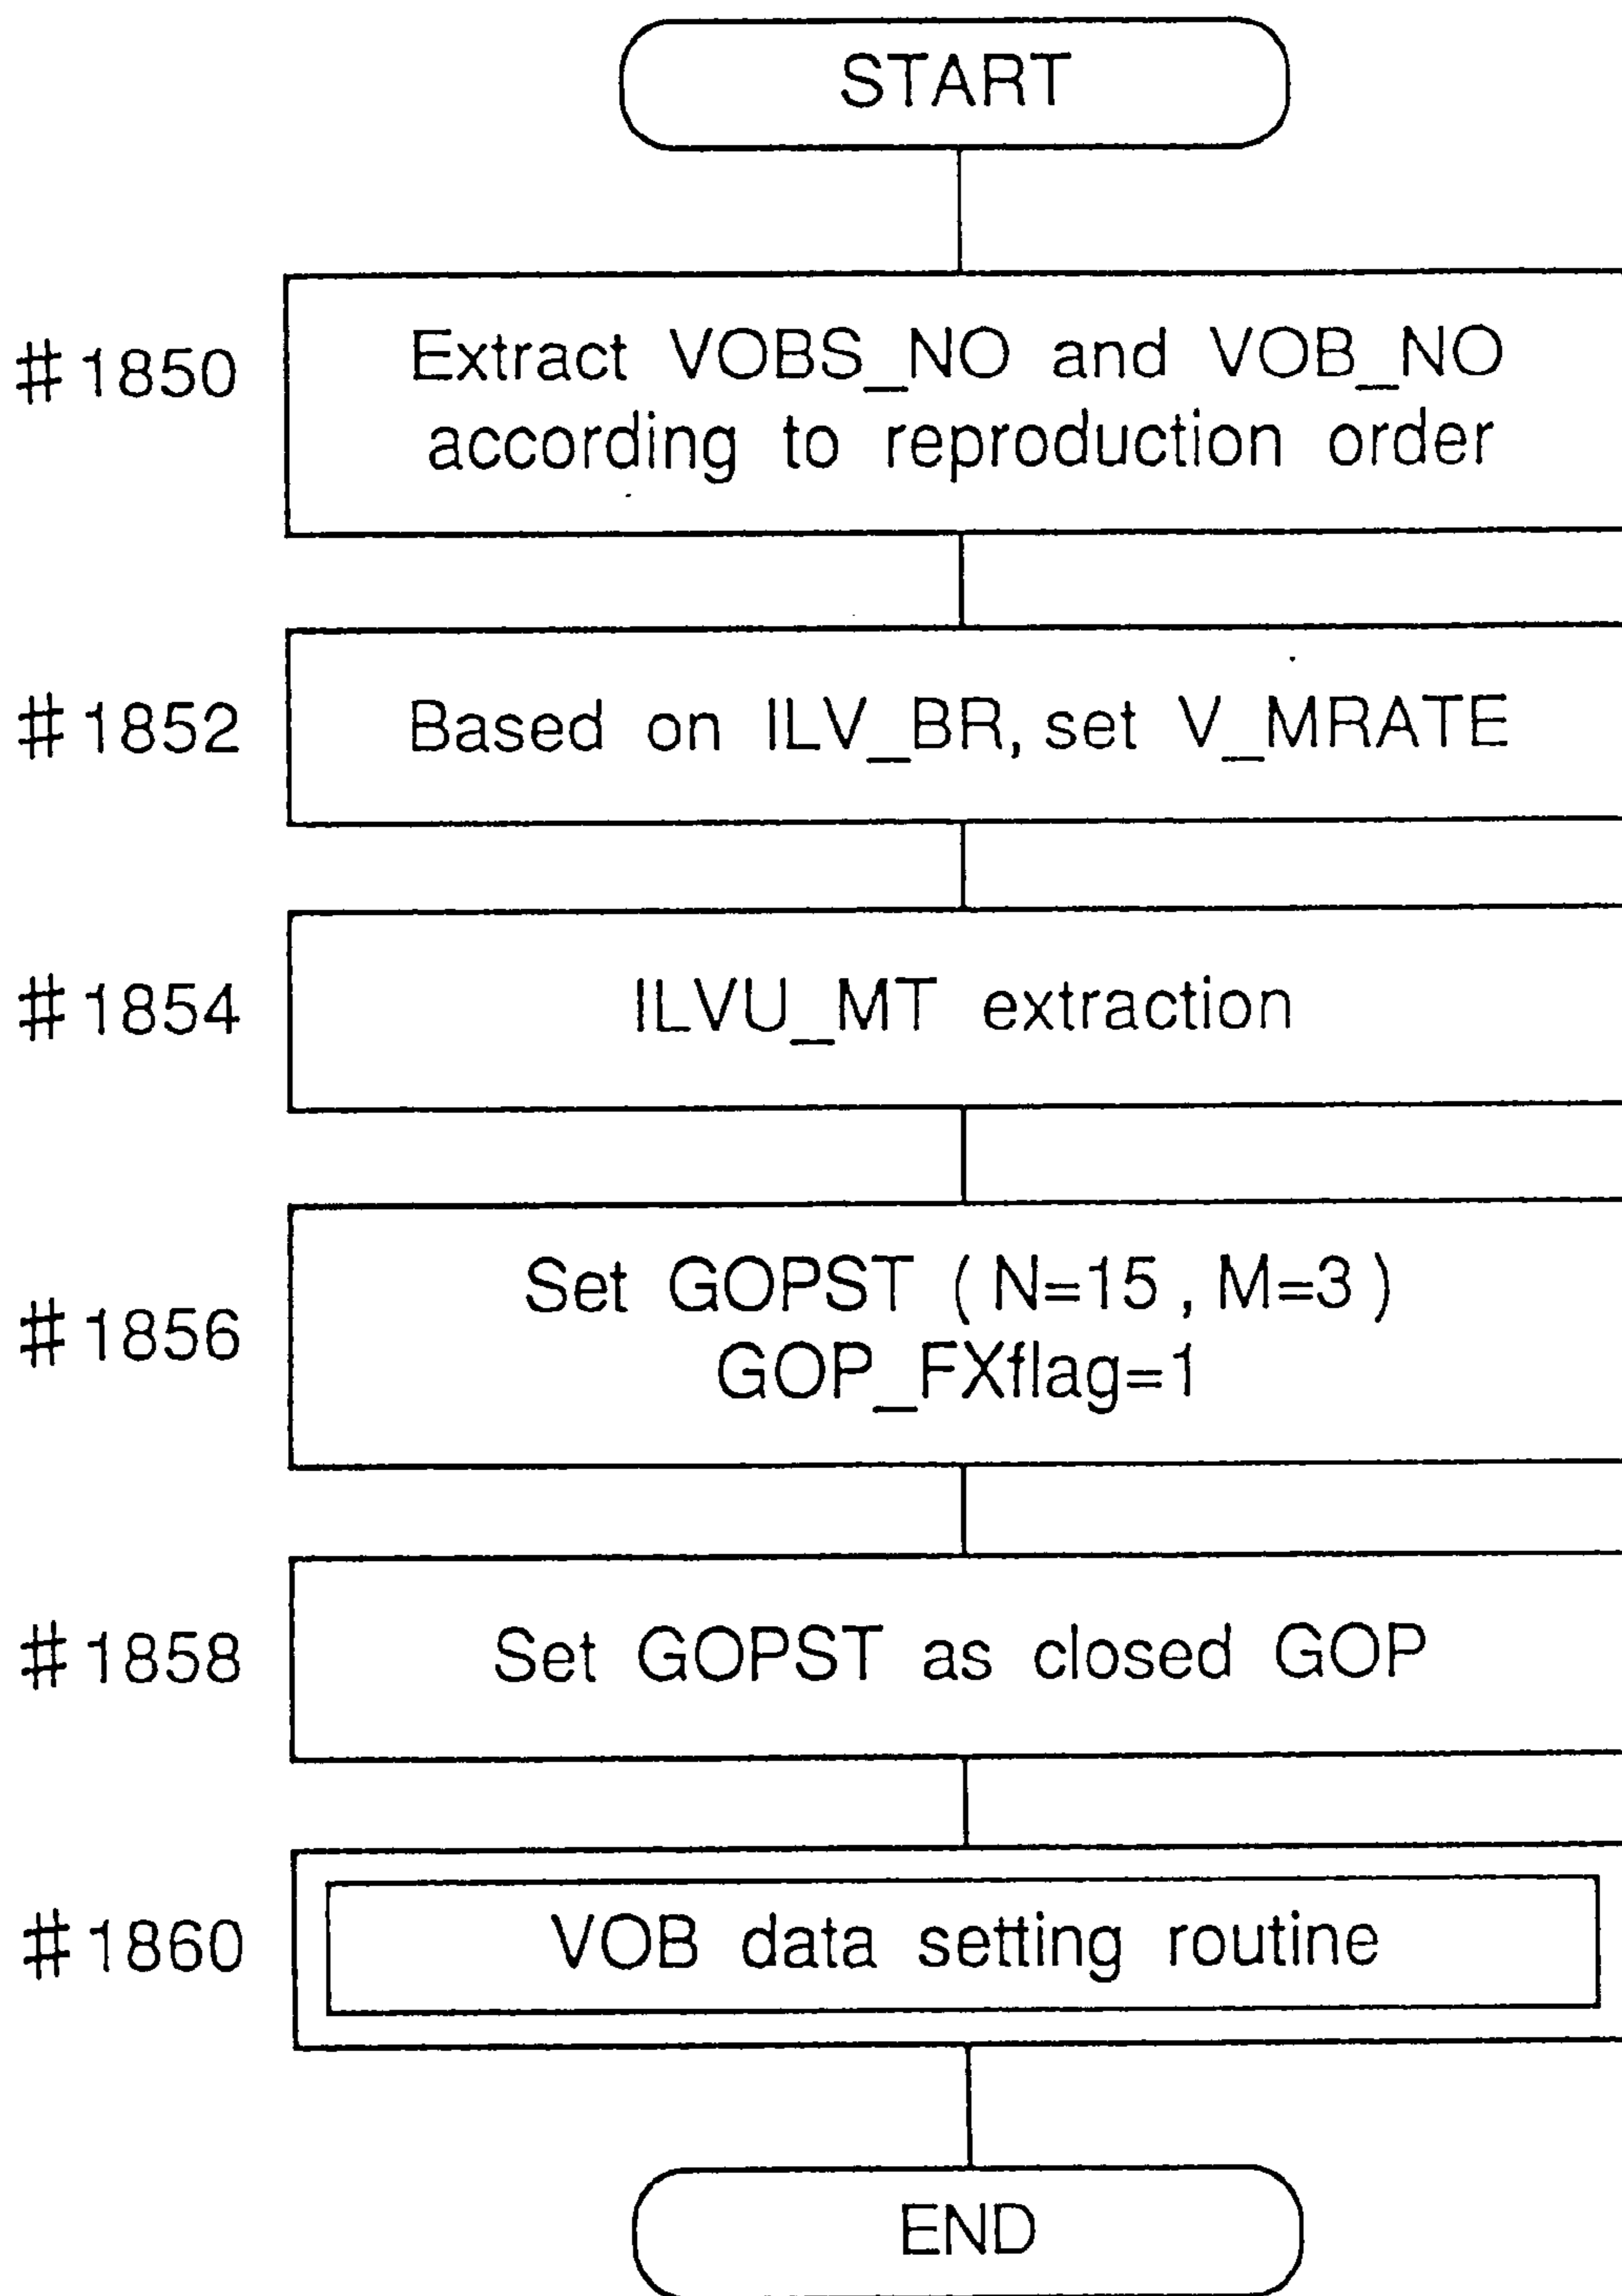 START
#1850
Extract VOBS_NO and VOB_NO
according to reproduction order
#1852
Based on ILV_BR, set V_MRATE
#1854
ILVU_MT extraction
#1856
Set GOPST ( N=15 , M=3 )
GOP_FXflag=1
#1858
Set GOPST as closed GOP
#1860
VOB data setting routine
END